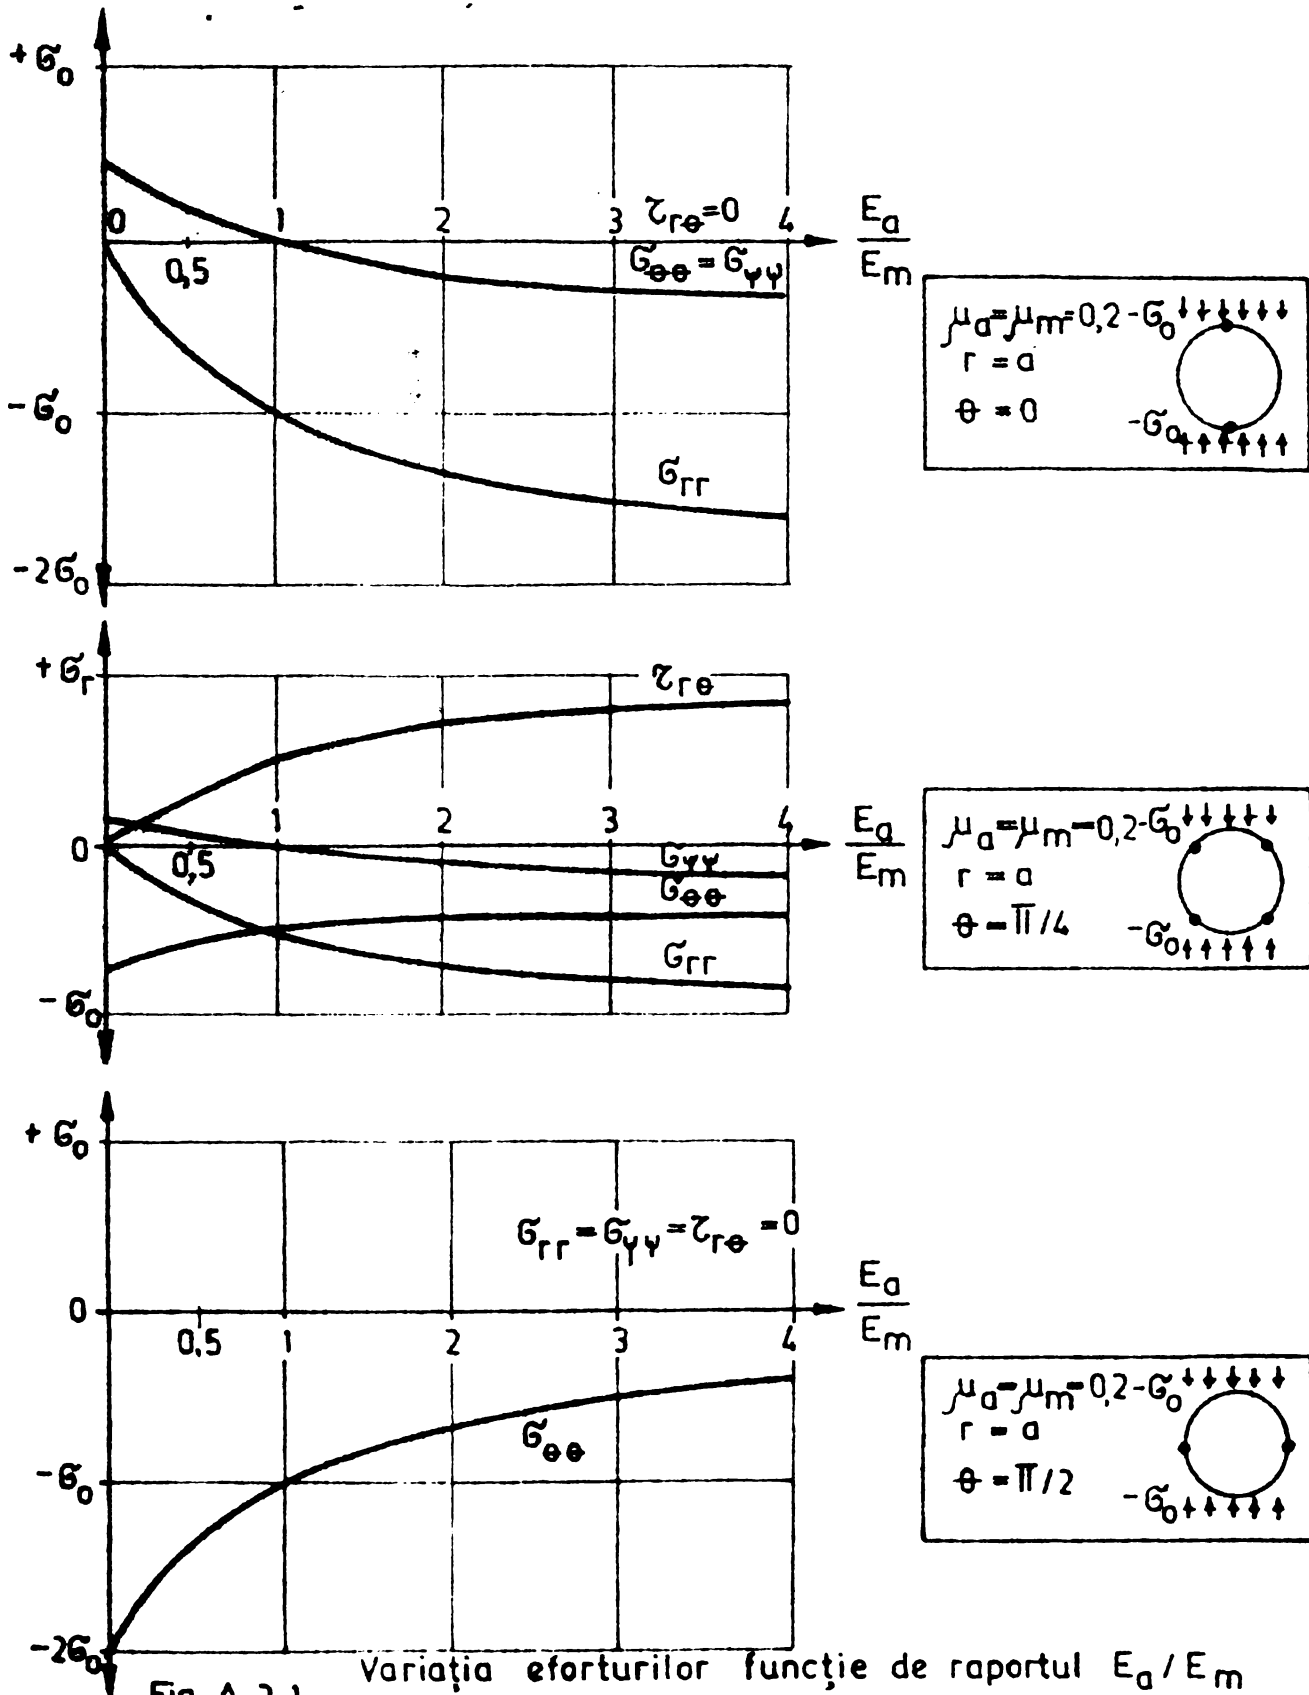 +σ₀
0 1 2 3 τrθ=0 4 Ea/Em
0,5 σθθ=σψψ
-σ₀
σrr
-2σ₀
μa=μm=0,2 -σ₀
r = a
θ = 0
-σ₀
+σr
τrθ
1 2 3 4 Ea/Em
0 0,5
σψψ
σθθ
σrr
-σ₀
μa=μm=0,2 -σ₀
r = a
θ = π/4
-σ₀
+σ₀
σrr=σψψ=τrθ=0
0 Ea/Em
0,5 1 2 3 4
σθθ
-σ₀
-2σ₀
μa=μm=0,2 -σ₀
r = a
θ = π/2
-σ₀
Variația eforturilor funcție de raportul Ea/Em
Fig. A.2.1